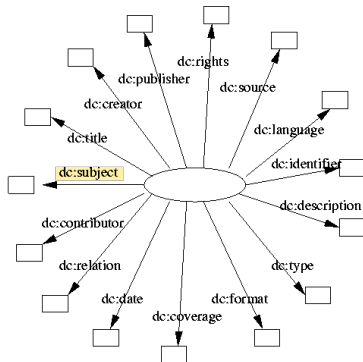 dc:rights
dc:publisher
dc:source
dc:creator
dc:language
dc:title
dc:identifier
dc:subject
dc:description
dc:contributor
dc:relation
dc:type
dc:date
dc:format
dc:coverage